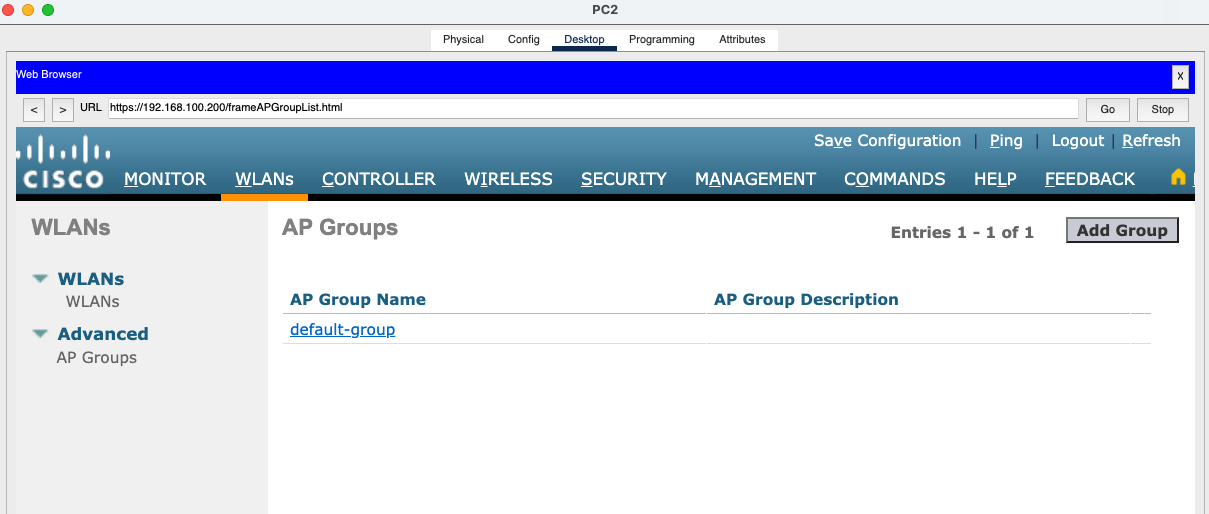 PC2
Physical Config Desktop Programming Attributes
Web Browser X
< > URL https://192.168.100.200/frameAPGroupList.html Go Stop
Save Configuration | Ping | Logout | Refresh
CISCO MONITOR WLANs CONTROLLER WIRELESS SECURITY MANAGEMENT COMMANDS HELP FEEDBACK
WLANs
AP Groups Entries 1 - 1 of 1 Add Group
WLANs
WLANs
Advanced
AP Groups
AP Group Name AP Group Description
default-group